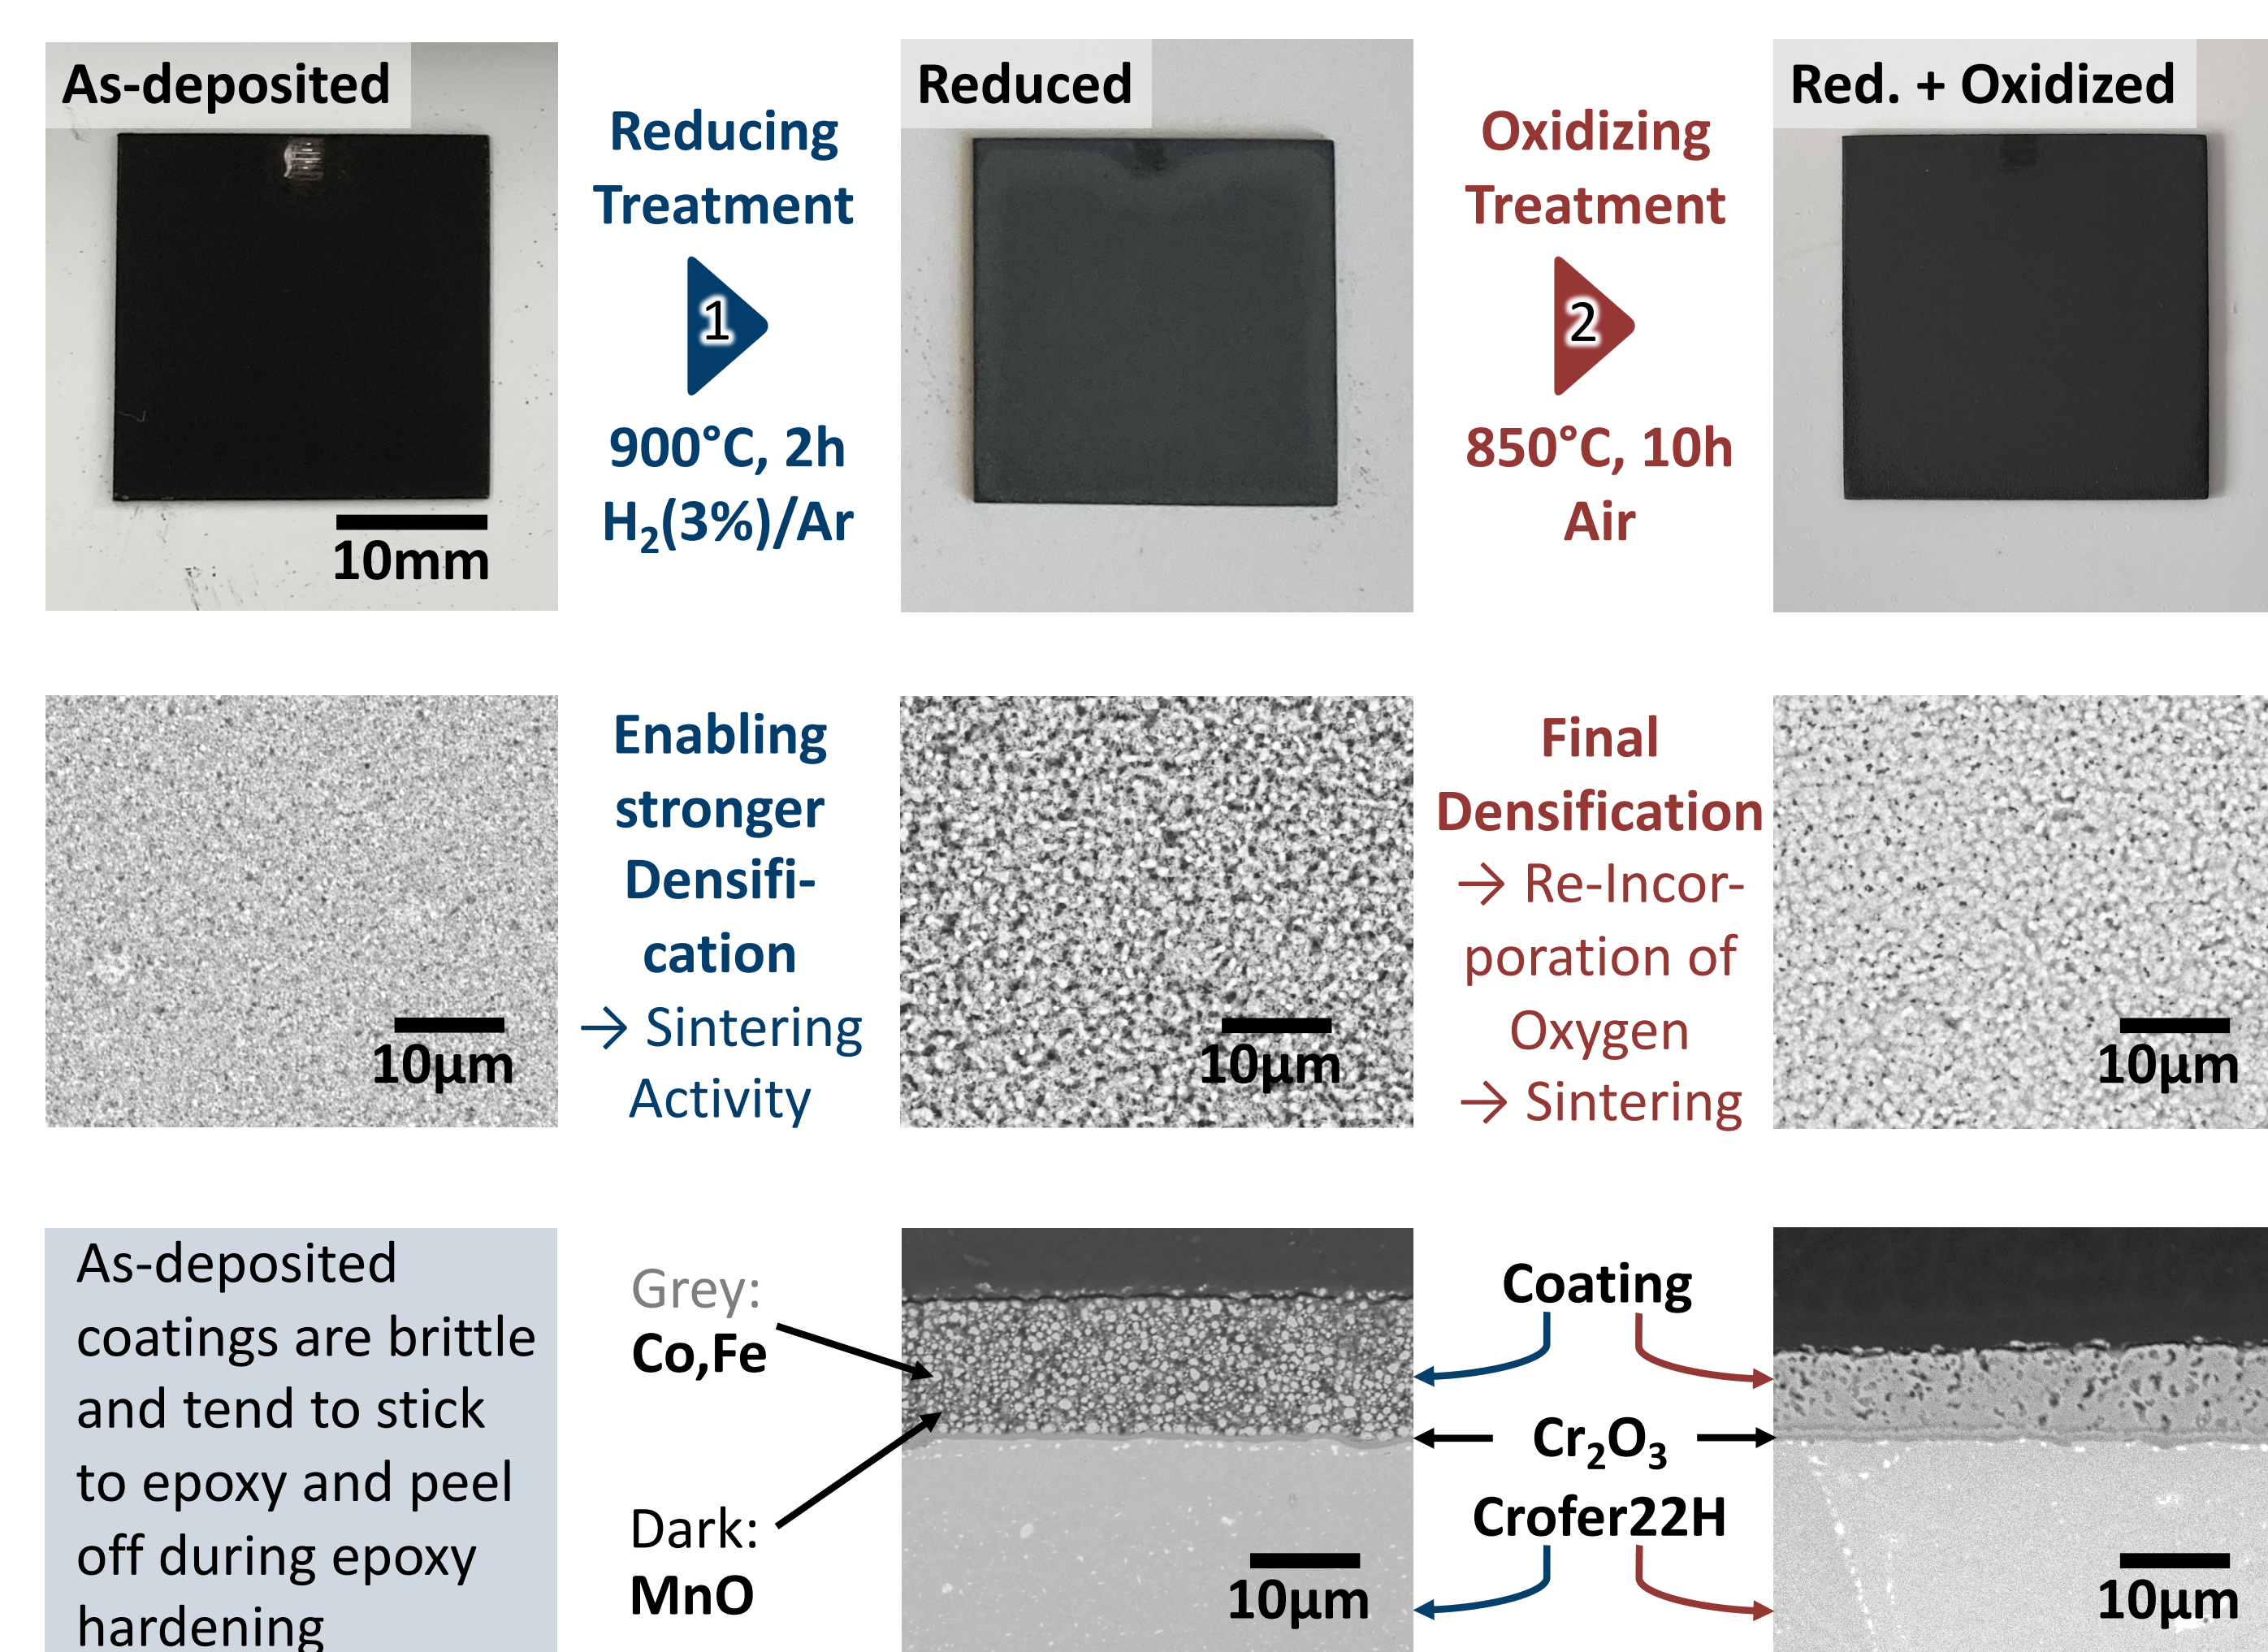 As-deposited
10mm
Reducing
Treatment
1
900°C, 2h
H₂(3%)/Ar
Reduced
Oxidizing
Treatment
2
850°C, 10h
Air
Red. + Oxidized
10µm
Enabling
stronger
Densifi-
cation
→ Sintering
Activity
10µm
Final
Densification
→ Re-Incor-
poration of
Oxygen
→ Sintering
10µm
As-deposited
coatings are brittle
and tend to stick
to epoxy and peel
off during epoxy
hardening
Grey:
Co,Fe
Dark:
MnO
10µm
Coating
Cr₂O₃
Crofer22H
10µm